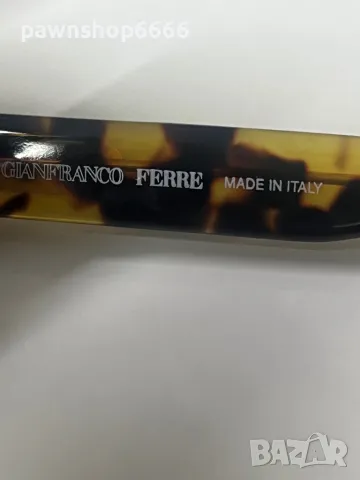 pawnshop6666
GIANFRANCO FERRE MADE IN ITALY
BAZAR